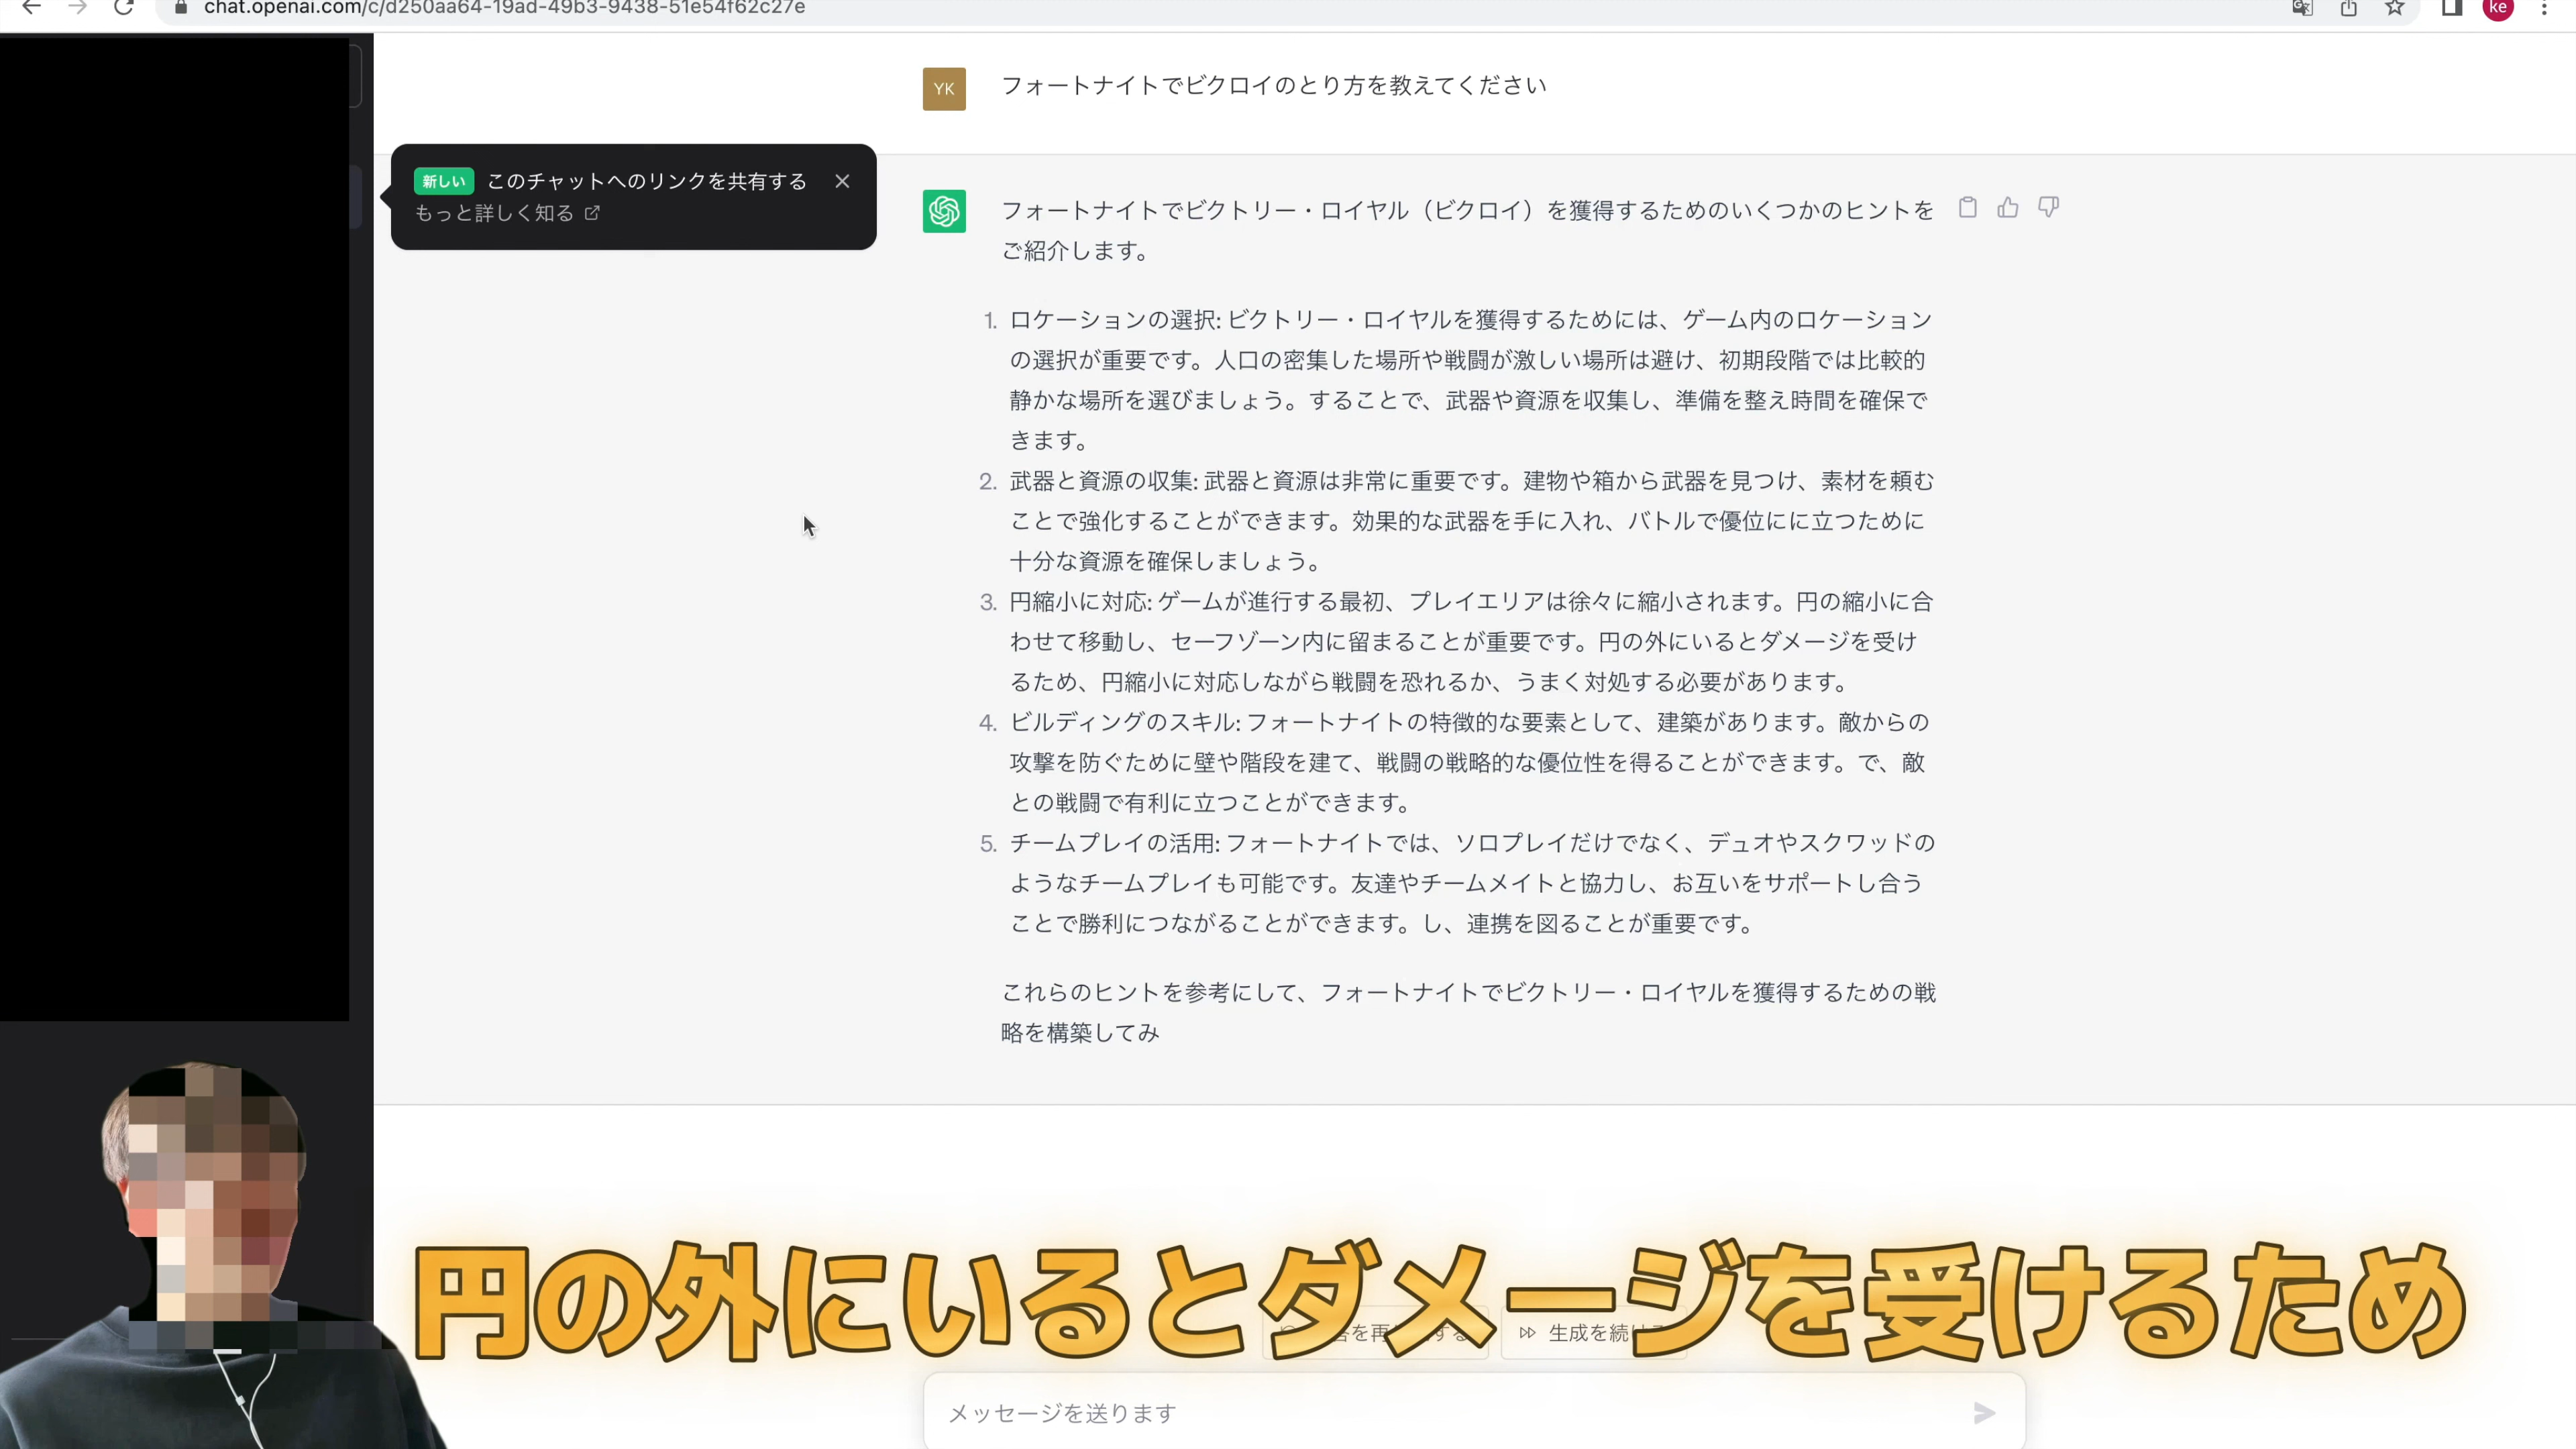 chat.openai.com/c/d250aa64-19ad-49b3-9438-51e54f62c27e
ke
YK
フォートナイトでビクロイのとり方を教えてください
新しい このチャットへのリンクを共有する
もっと詳しく知る
フォートナイトでビクトリー・ロイヤル（ビクロイ）を獲得するためのいくつかのヒントを
ご紹介します。
1. ロケーションの選択: ビクトリー・ロイヤルを獲得するためには、ゲーム内のロケーション
の選択が重要です。人口の密集した場所や戦闘が激しい場所は避け、初期段階では比較的
静かな場所を選びましょう。することで、武器や資源を収集し、準備を整え時間を確保で
きます。
2. 武器と資源の収集: 武器と資源は非常に重要です。建物や箱から武器を見つけ、素材を頼む
ことで強化することができます。効果的な武器を手に入れ、バトルで優位にに立つために
十分な資源を確保しましょう。
3. 円縮小に対応: ゲームが進行する最初、プレイエリアは徐々に縮小されます。円の縮小に合
わせて移動し、セーフゾーン内に留まることが重要です。円の外にいるとダメージを受け
るため、円縮小に対応しながら戦闘を恐れるか、うまく対処する必要があります。
4. ビルディングのスキル: フォートナイトの特徴的な要素として、建築があります。敵からの
攻撃を防ぐために壁や階段を建て、戦闘の戦略的な優位性を得ることができます。で、敵
との戦闘で有利に立つことができます。
5. チームプレイの活用: フォートナイトでは、ソロプレイだけでなく、デュオやスクワッドの
ようなチームプレイも可能です。友達やチームメイトと協力し、お互いをサポートし合う
ことで勝利につながることができます。し、連携を図ることが重要です。
これらのヒントを参考にして、フォートナイトでビクトリー・ロイヤルを獲得するための戦
略を構築してみ
円の外にいるとダメージを受けるため
生成を続
メッセージを送ります